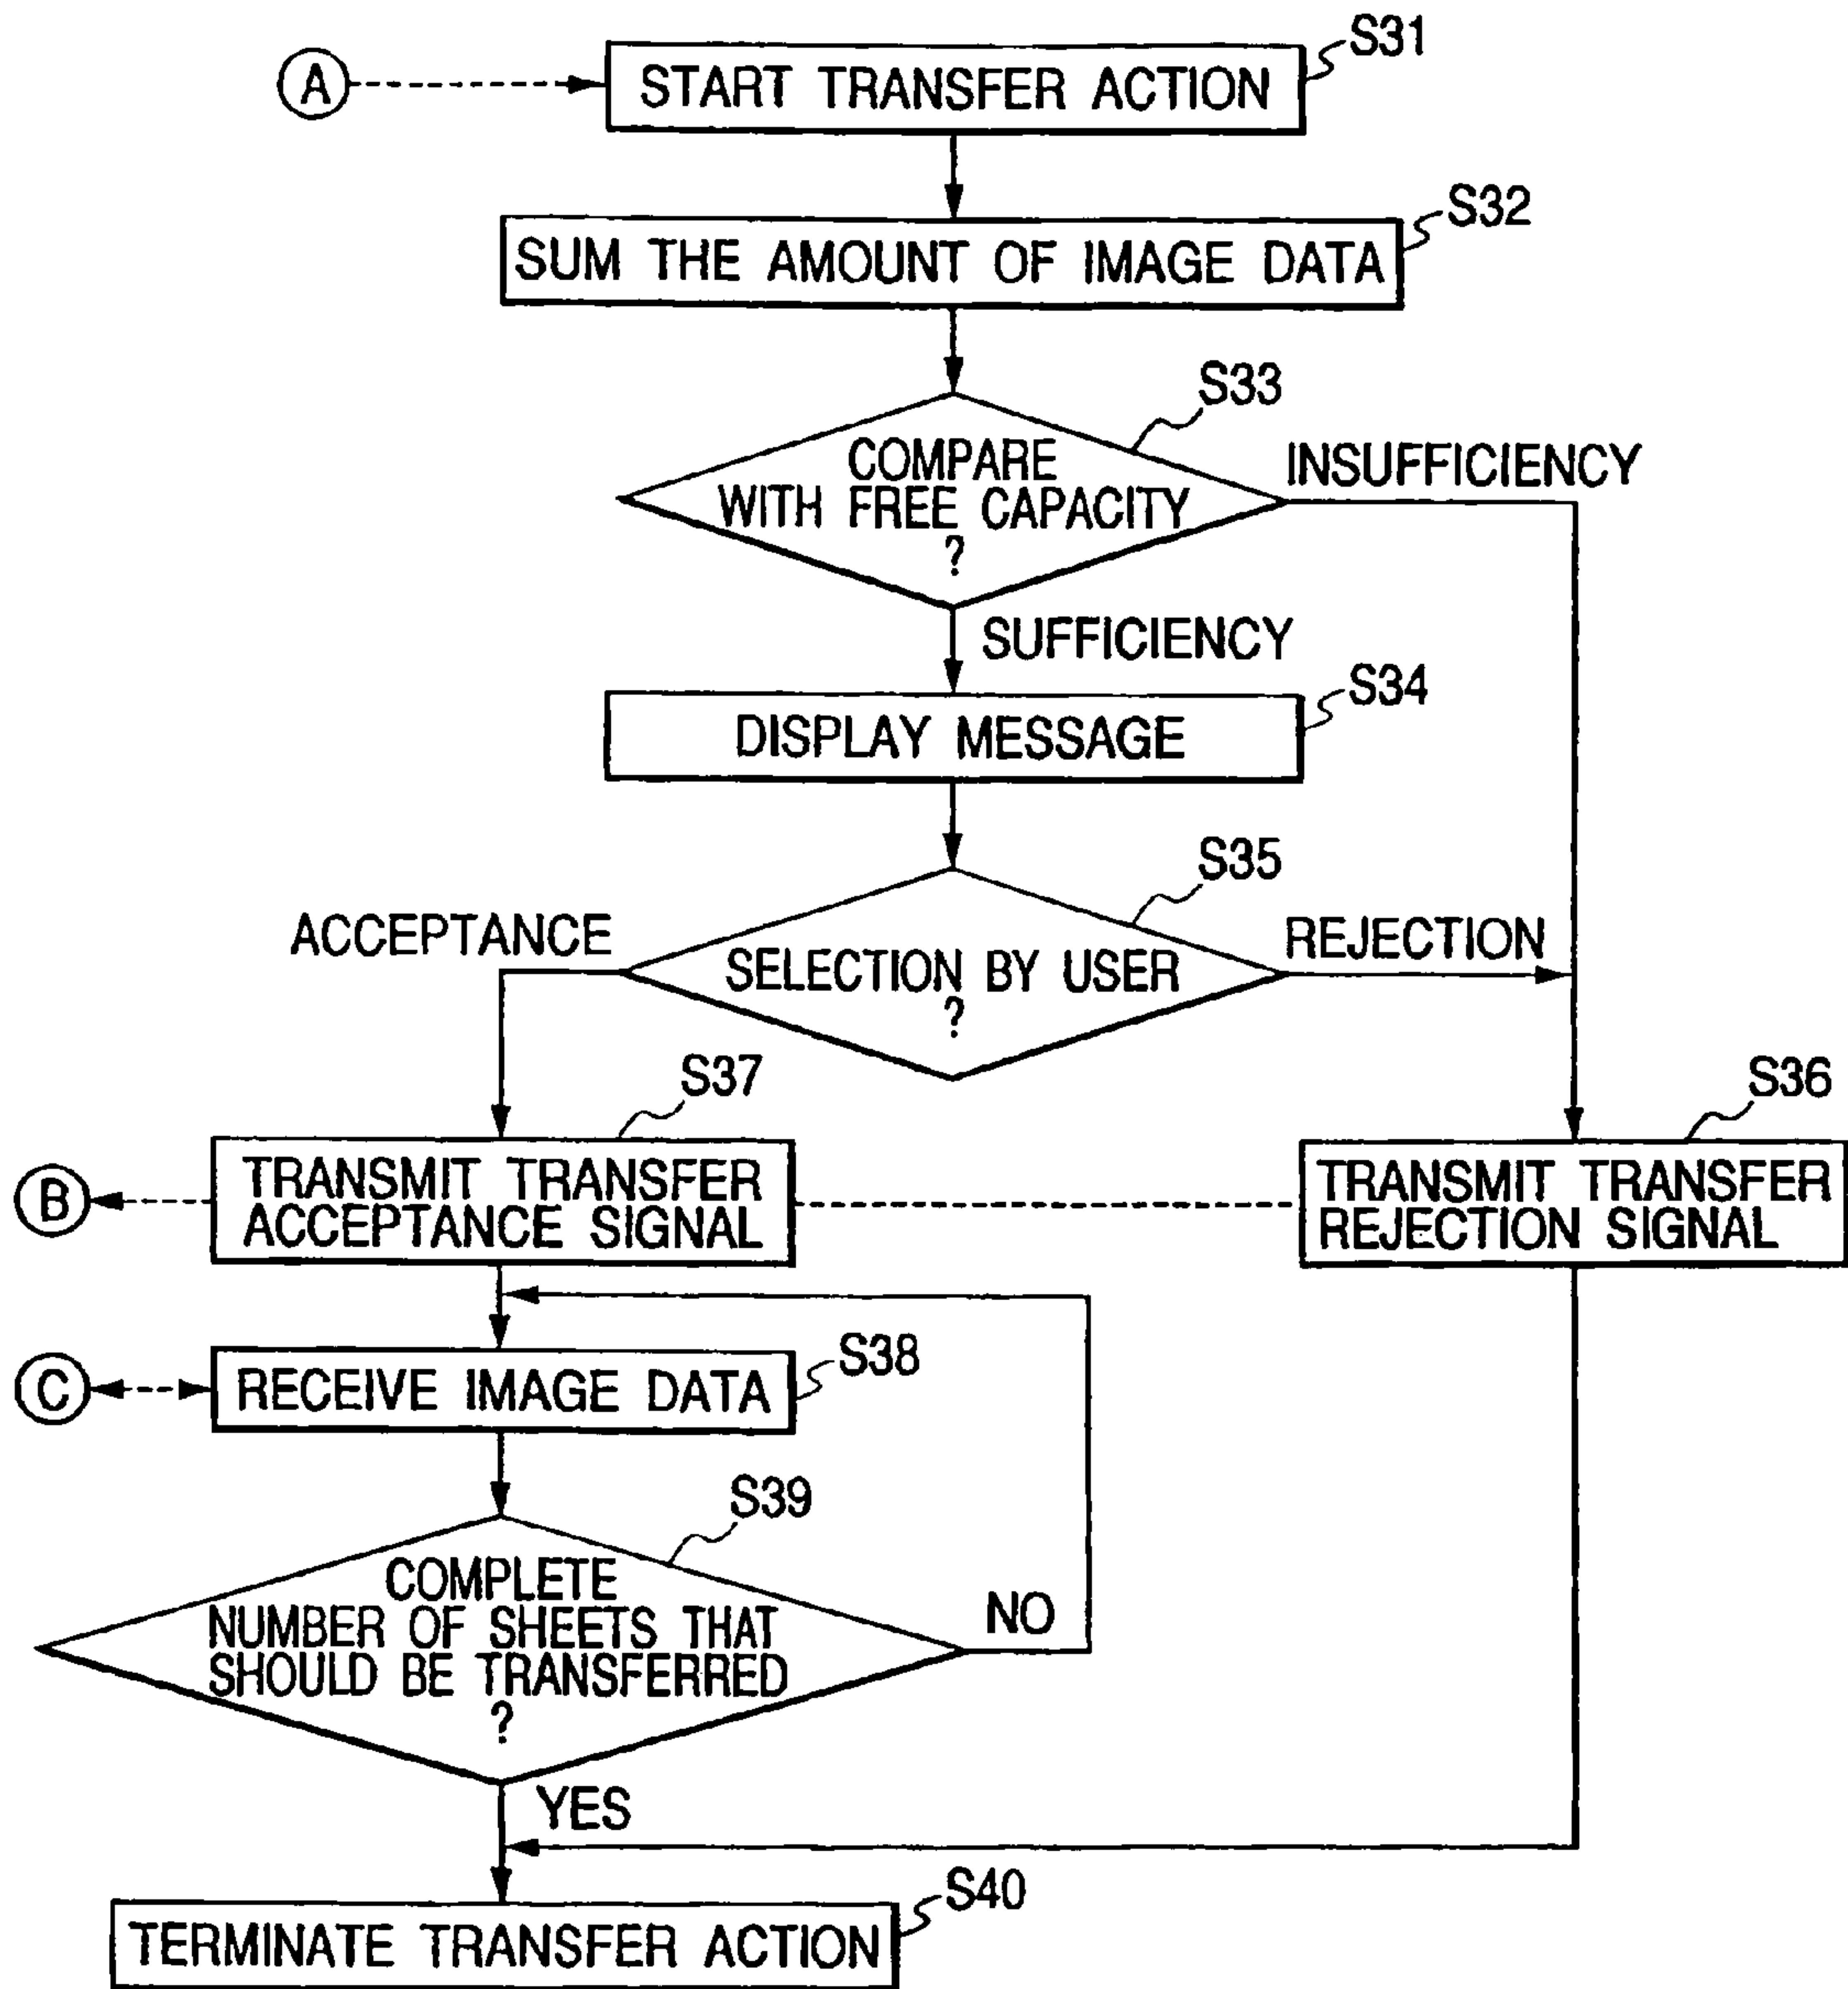 S31
A
START TRANSFER ACTION
S32
SUM THE AMOUNT OF IMAGE DATA
S33
COMPARE
WITH FREE CAPACITY
?
INSUFFICIENCY
SUFFICIENCY
S34
DISPLAY MESSAGE
S35
ACCEPTANCE
REJECTION
SELECTION BY USER
?
S37
S36
B
TRANSMIT TRANSFER
ACCEPTANCE SIGNAL
TRANSMIT TRANSFER
REJECTION SIGNAL
S38
C
RECEIVE IMAGE DATA
S39
COMPLETE
NUMBER OF SHEETS THAT
SHOULD BE TRANSFERRED
?
NO
YES
S40
TERMINATE TRANSFER ACTION